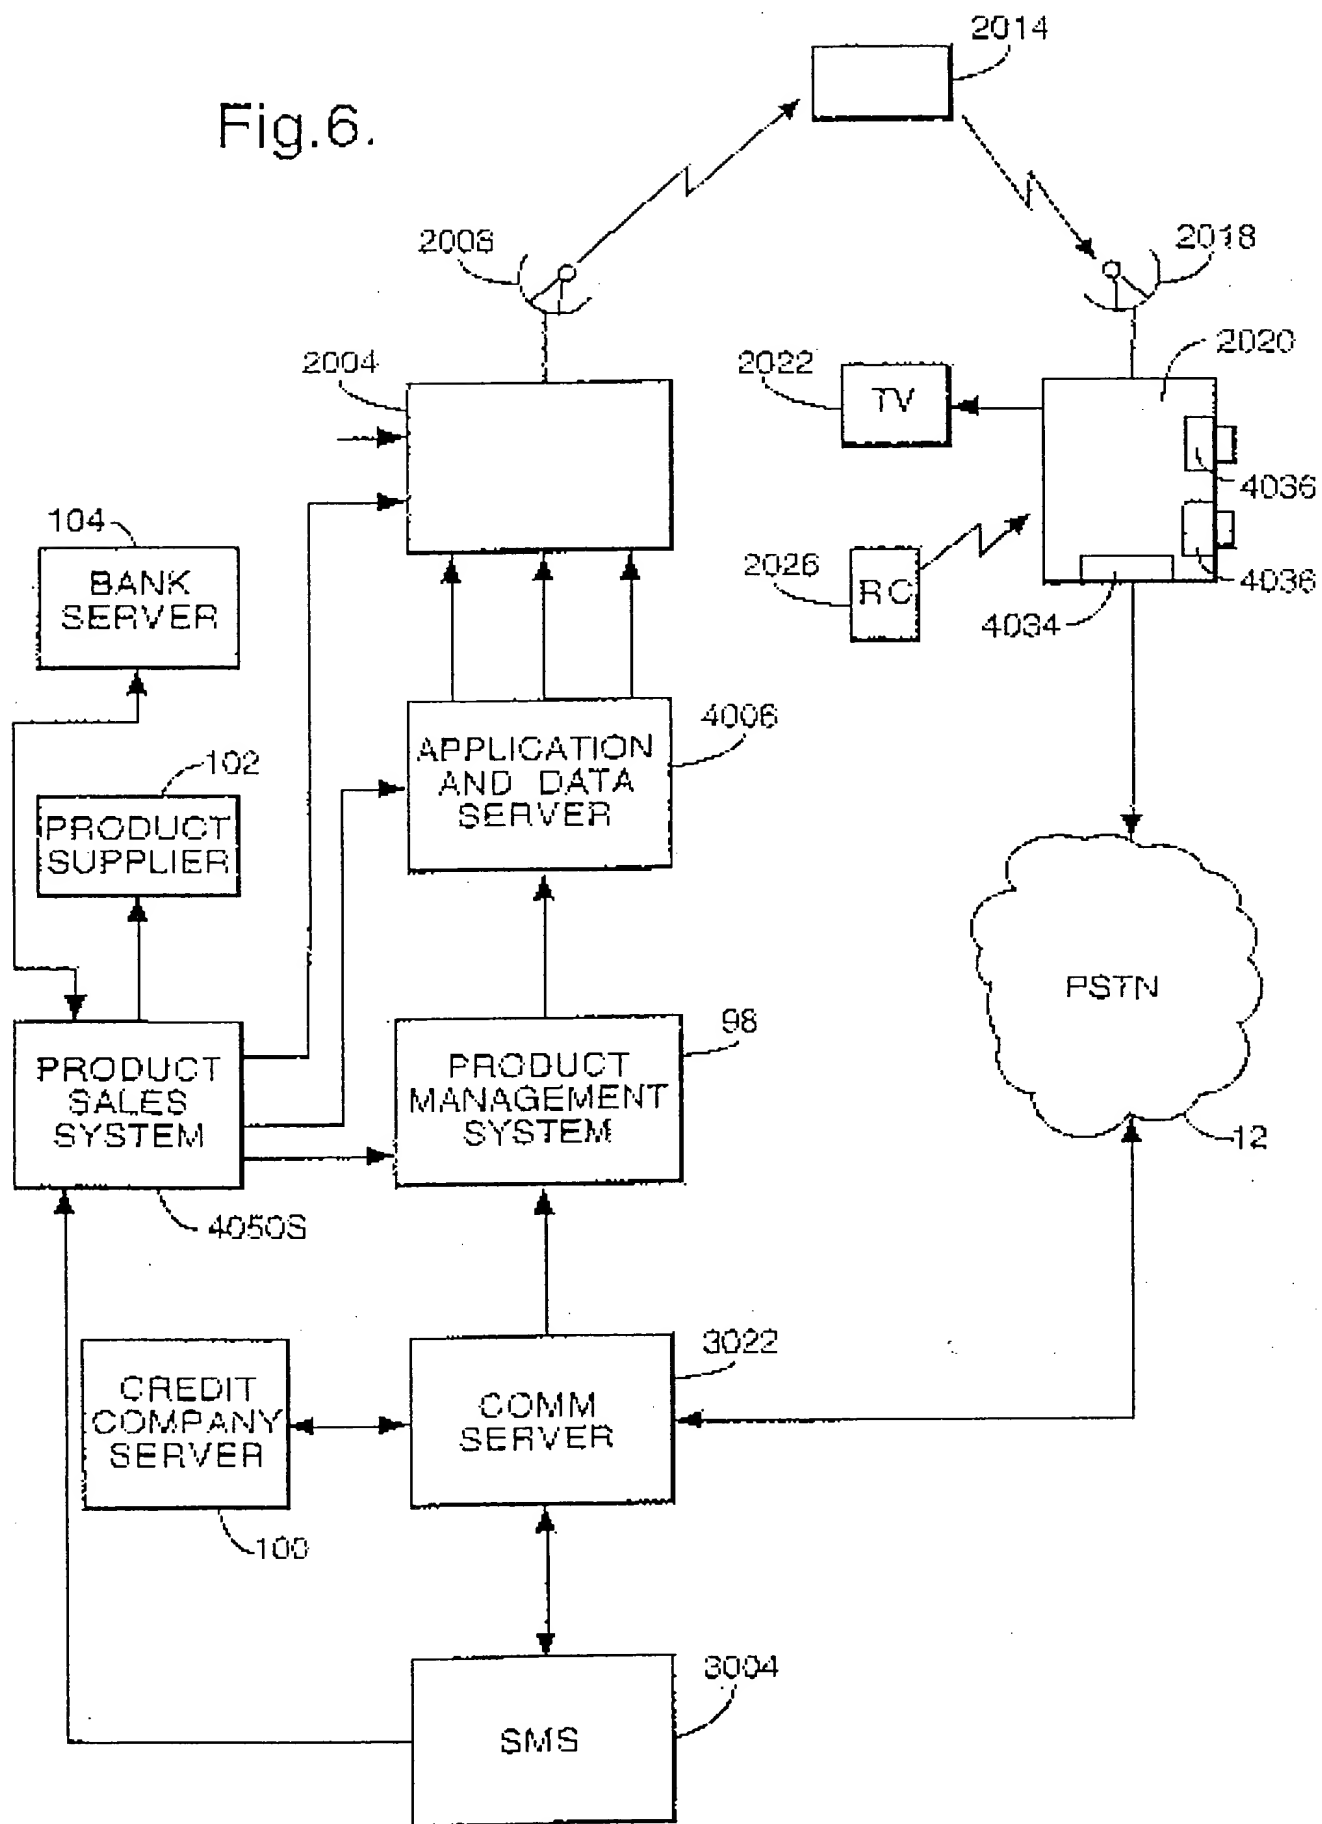 2014
Fig.6.
2008
2018
2004
2022
TV
2020
4036
104
BANK
SERVER
2026
RC
4036
4034
4006
APPLICATION
AND DATA
SERVER
102
PRODUCT
SUPPLIER
PSTN
98
PRODUCT
SALES
SYSTEM
PRODUCT
MANAGEMENT
SYSTEM
12
4050S
3022
CREDIT
COMPANY
SERVER
COMM
SERVER
100
3004
SMS